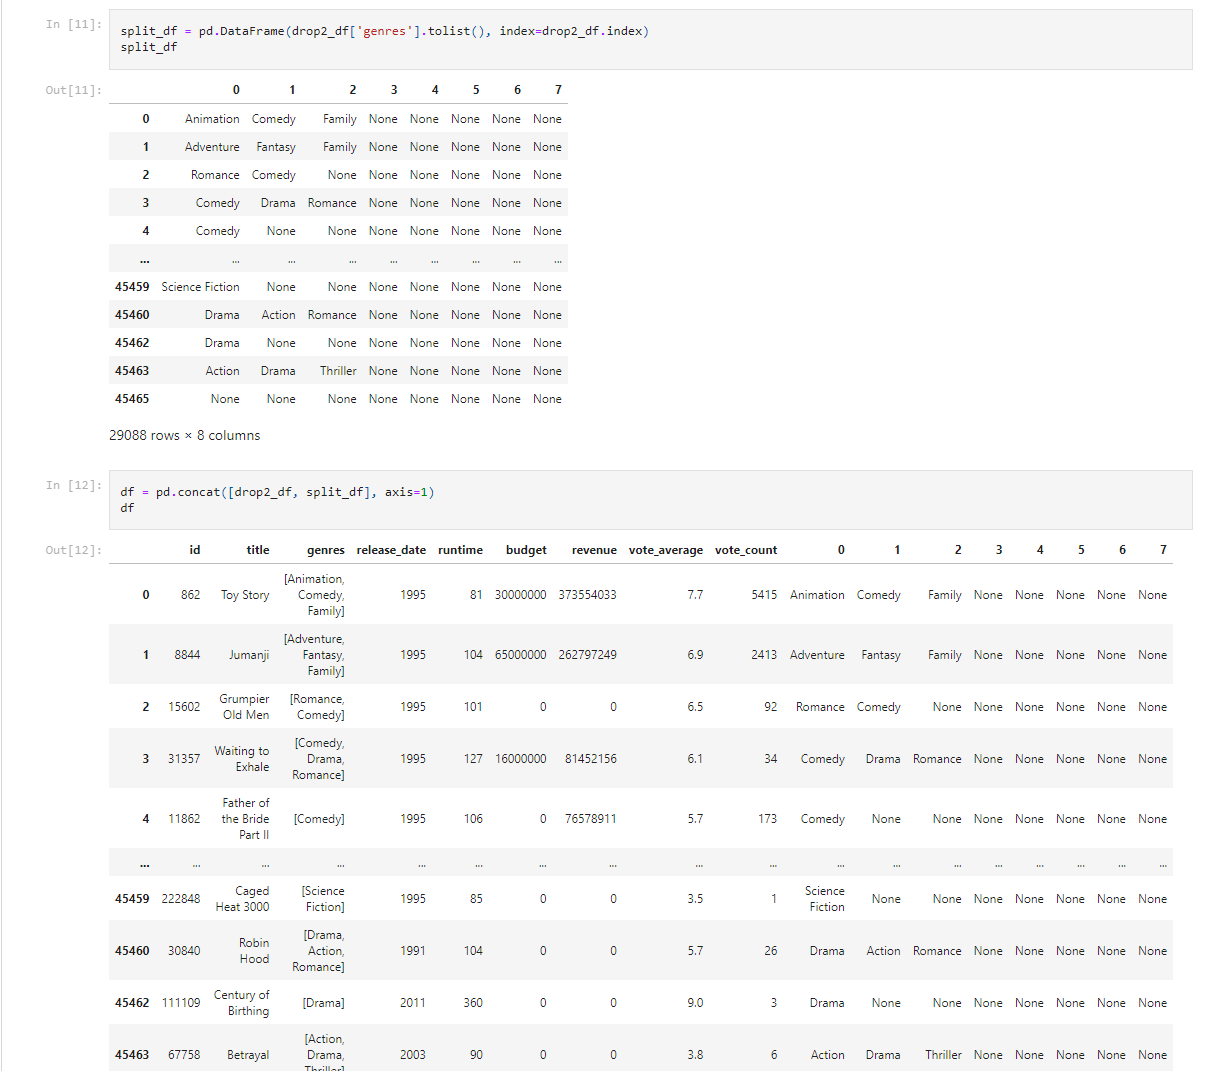 In [11]:
split_df = pd.DataFrame(drop2_df['genres'].tolist(), index=drop2_df.index)
split_df
Out[11]:
0 1 2 3 4 5 6 7
0 Animation Comedy Family None None None None None
1 Adventure Fantasy Family None None None None None
2 Romance Comedy None None None None None None
3 Comedy Drama Romance None None None None None
4 Comedy None None None None None None None
... ... ... ... ... ... ... ... ...
45459 Science Fiction None None None None None None None
45460 Drama Action Romance None None None None None
45462 Drama None None None None None None None
45463 Action Drama Thriller None None None None None
45465 None None None None None None None None
29088 rows × 8 columns
In [12]:
df = pd.concat([drop2_df, split_df], axis=1)
df
Out[12]:
id title genres release_date runtime budget revenue vote_average vote_count 0 1 2 3 4 5 6 7
[Animation,
0 862 Toy Story Comedy, 1995 81 30000000 373554033 7.7 5415 Animation Comedy Family None None None None None
Family]
[Adventure,
1 8844 Jumanji Fantasy, 1995 104 65000000 262797249 6.9 2413 Adventure Fantasy Family None None None None None
Family]
Grumpier [Romance,
2 15602 1995 101 0 0 6.5 92 Romance Comedy None None None None None None
Old Men Comedy]
[Comedy,
Waiting to
3 31357 Drama, 1995 127 16000000 81452156 6.1 34 Comedy Drama Romance None None None None None
Exhale
Romance]
Father of
4 11862 the Bride [Comedy] 1995 106 0 76578911 5.7 173 Comedy None None None None None None None
Part II
... ... ... ... ... ... ... ... ... ... ... ... ... ... ... ... ... ...
Caged [Science Science
45459 222848 1995 85 0 0 3.5 1 None None None None None None None
Heat 3000 Fiction] Fiction
[Drama,
Robin
45460 30840 Action, 1991 104 0 0 5.7 26 Drama Action Romance None None None None None
Hood
Romance]
Century of
45462 111109 [Drama] 2011 360 0 0 9.0 3 Drama None None None None None None None
Birthing
[Action,
45463 67758 Betrayal Drama, 2003 90 0 0 3.8 6 Action Drama Thriller None None None None None
Thriller]